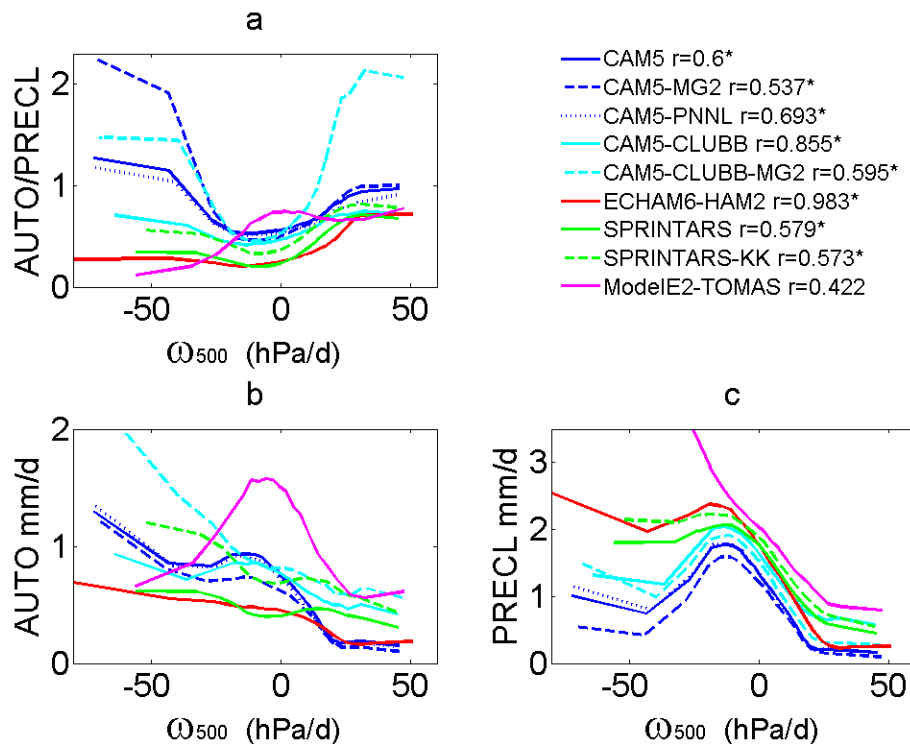 a
2
1
0
AUTO/PRECL
-50
0
50
ω500 (hPa/d)
CAM5 r=0.6*
CAM5-MG2 r=0.537*
CAM5-PNNL r=0.693*
CAM5-CLUBB r=0.855*
CAM5-CLUBB-MG2 r=0.595*
ECHAM6-HAM2 r=0.983*
SPRINTARS r=0.579*
SPRINTARS-KK r=0.573*
ModelE2-TOMAS r=0.422
b
2
1
0
AUTO mm/d
-50
0
50
ω500 (hPa/d)
c
3
2
1
0
PRECL mm/d
-50
0
50
ω500 (hPa/d)